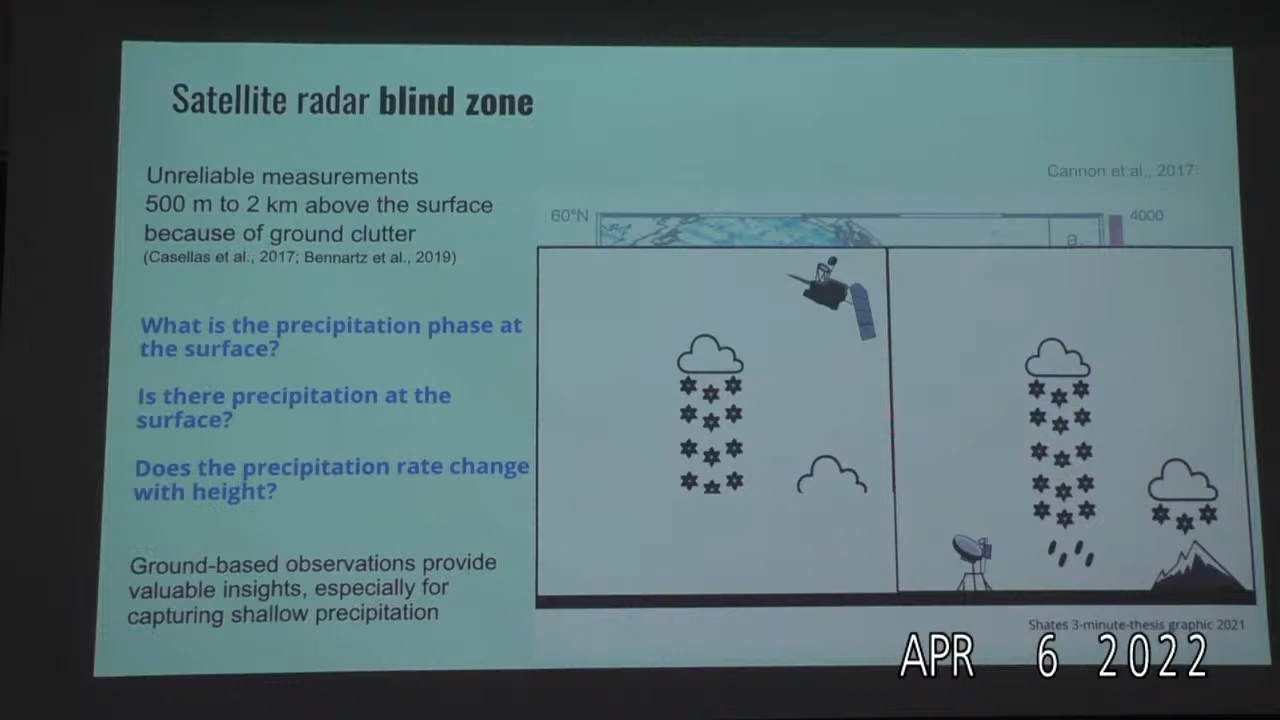 Satellite radar blind zone
Unreliable measurements
500 m to 2 km above the surface
because of ground clutter
(Casellas et al., 2017; Bennartz et al., 2019)
What is the precipitation phase at
the surface?
Is there precipitation at the
surface?
Does the precipitation rate change
with height?
Ground-based observations provide
valuable insights, especially for
capturing shallow precipitation
Cannon et al., 2017
60°N
4000
a.
Shates 3-minute-thesis graphic 2021
APR 6 2022